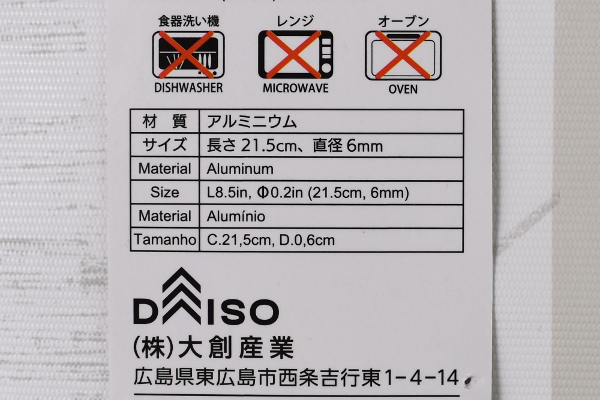 食器洗い機 レンジ オーブン
DISHWASHER MICROWAVE OVEN
材 質 アルミニウム
サイズ 長さ 21.5cm、直径 6mm
Material Aluminum
Size L8.5in, Φ0.2in (21.5cm, 6mm)
Material Alumínio
Tamanho C.21,5cm, D.0,6cm
DAISO
(株)大創産業
広島県東広島市西条吉行東1-4-14